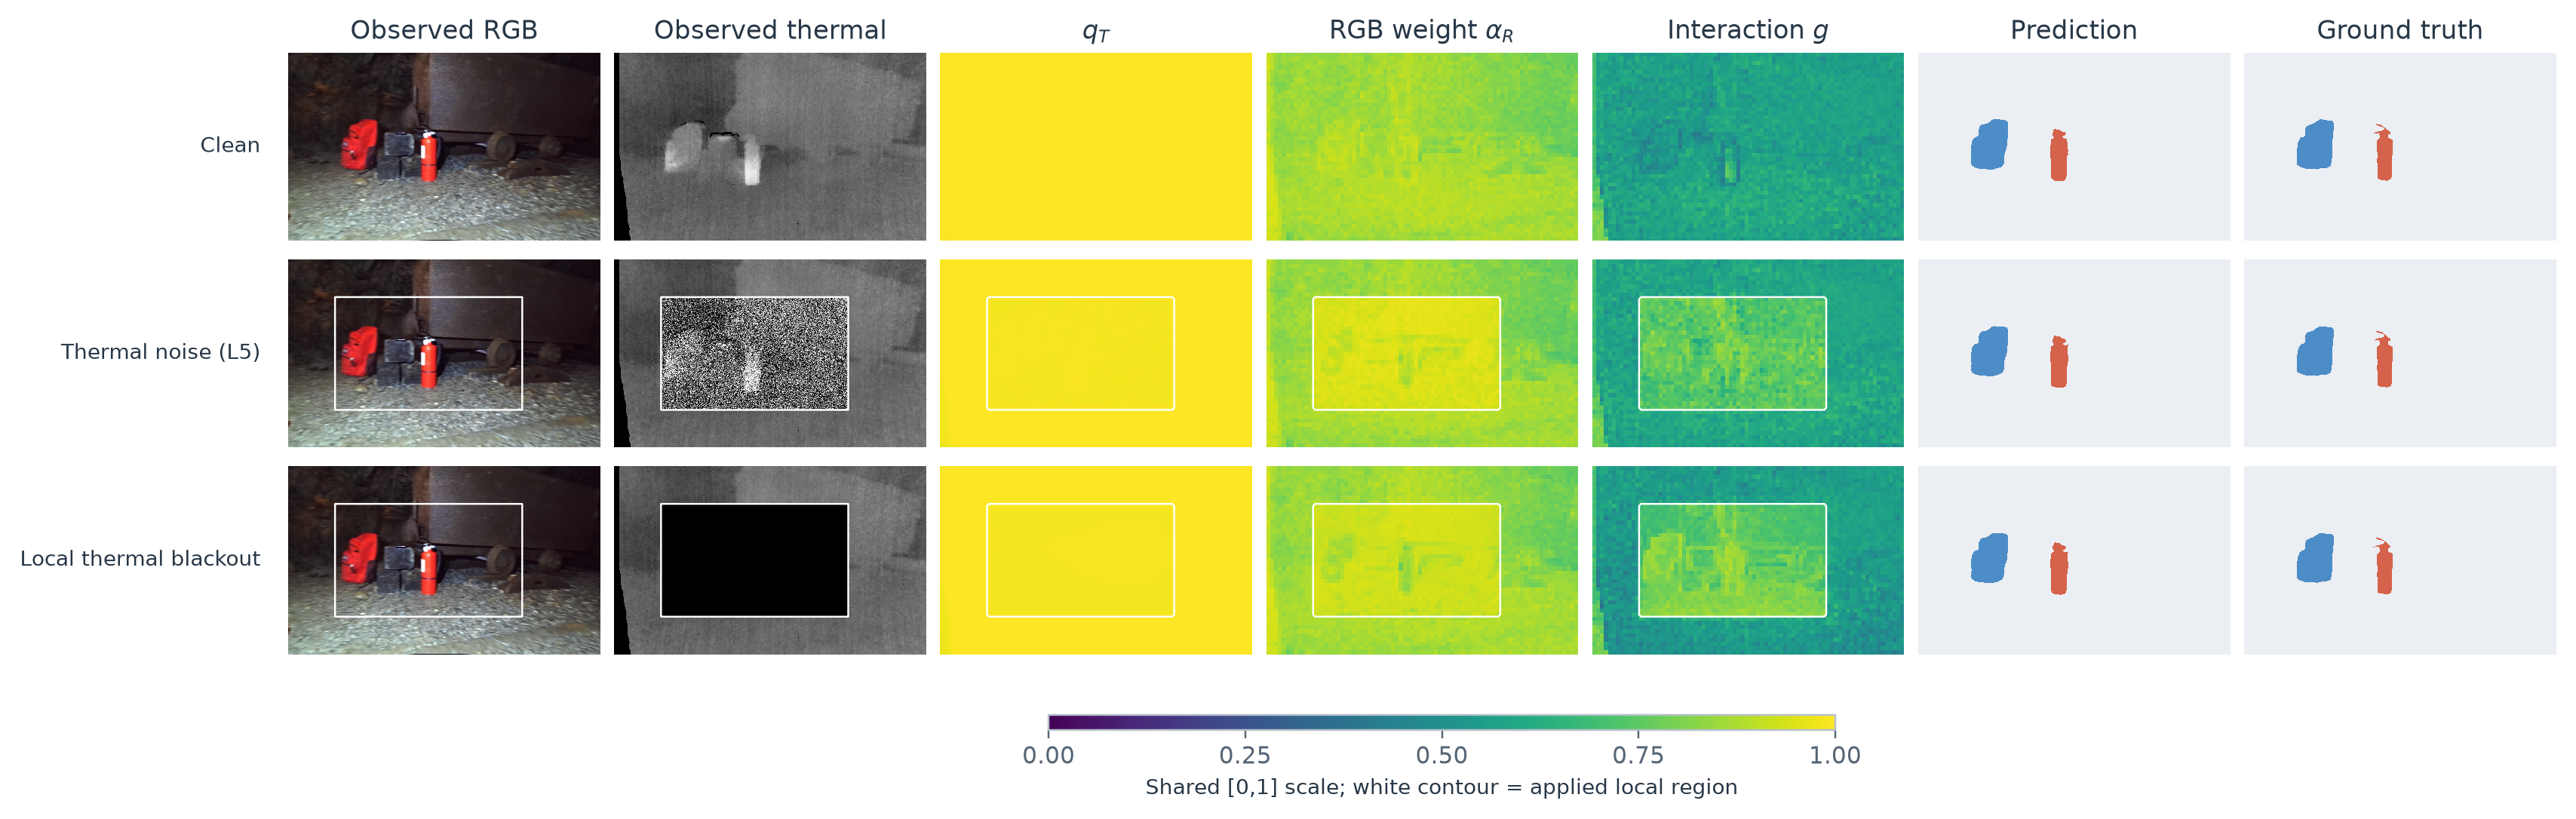 Observed RGB
Observed thermal
q_T
RGB weight α_R
Interaction g
Prediction
Ground truth
Clean
Thermal noise (L5)
Local thermal blackout
0.00 0.25 0.50 0.75 1.00
Shared [0,1] scale; white contour = applied local region